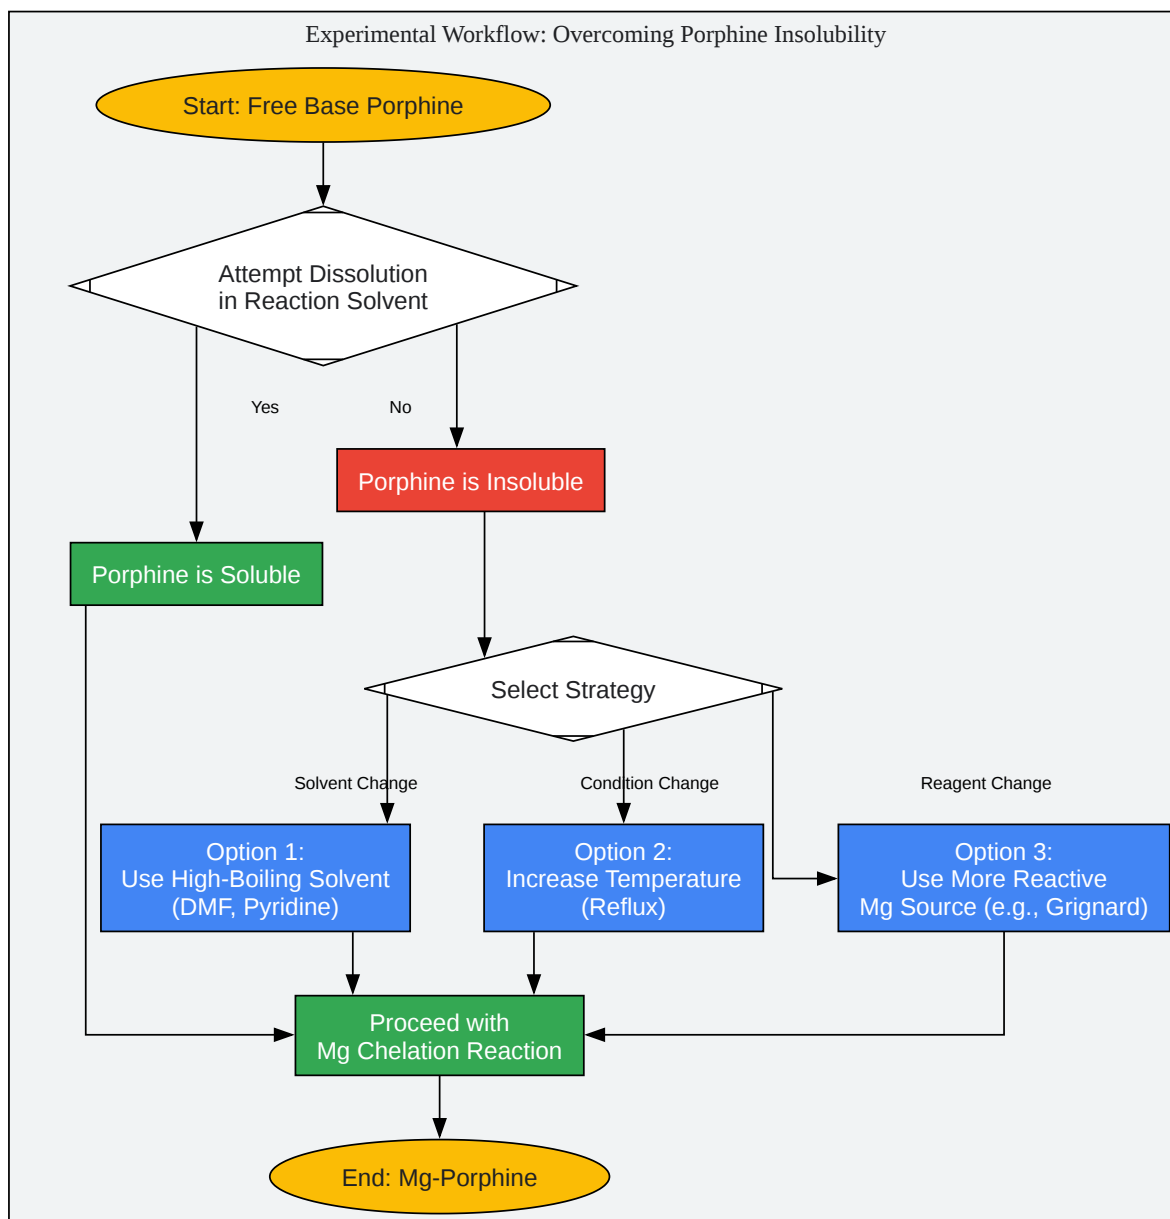 Experimental Workflow: Overcoming Porphine Insolubility
Start: Free Base Porphine
Attempt Dissolution
in Reaction Solvent
Yes
No
Porphine is Insoluble
Porphine is Soluble
Select Strategy
Solvent Change
Condition Change
Reagent Change
Option 1:
Use High-Boiling Solvent
(DMF, Pyridine)
Option 2:
Increase Temperature
(Reflux)
Option 3:
Use More Reactive
Mg Source (e.g., Grignard)
Proceed with
Mg Chelation Reaction
End: Mg-Porphine